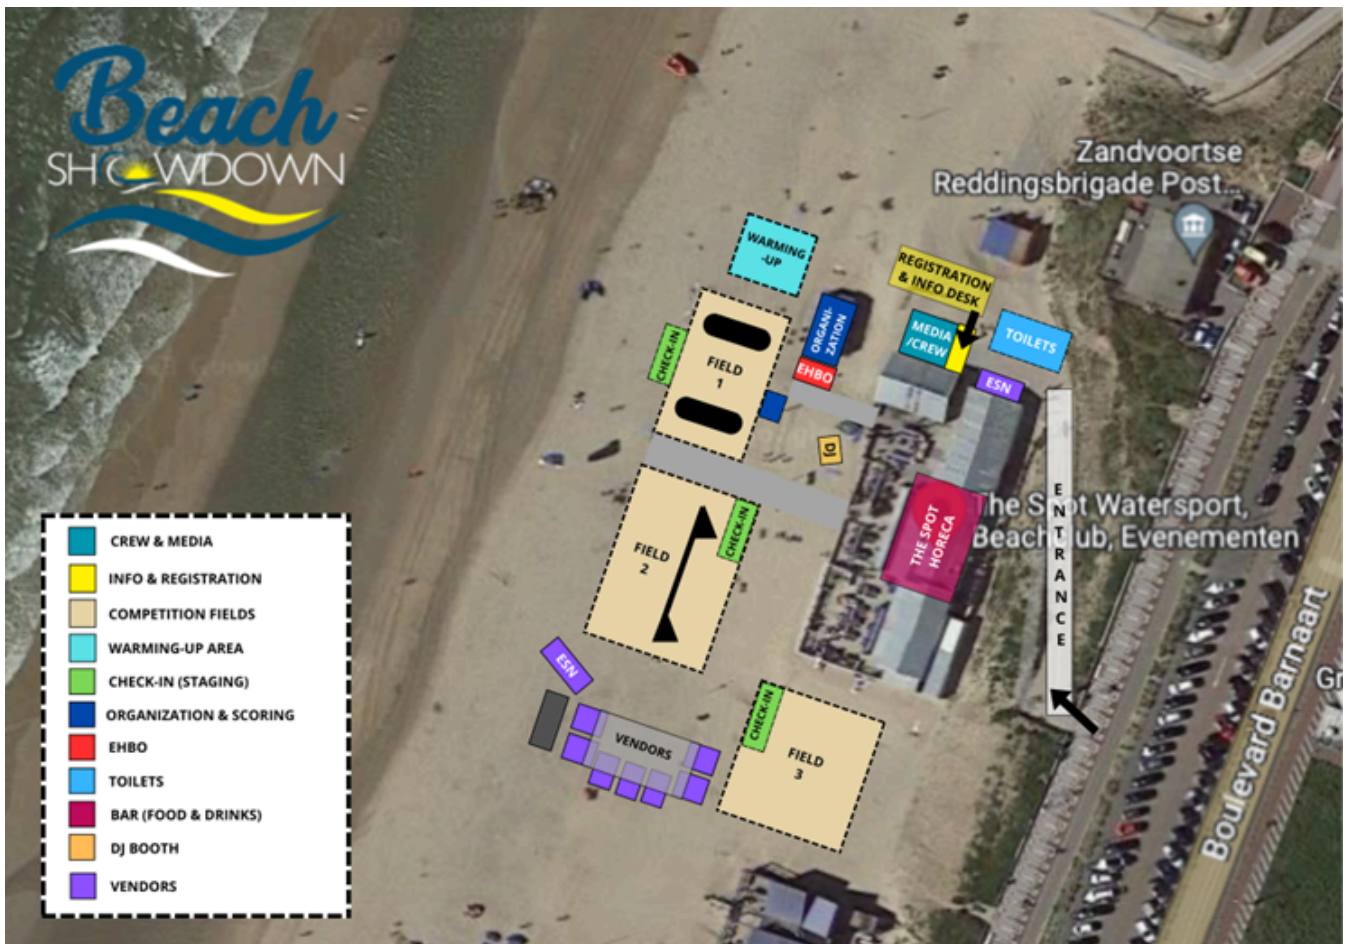 Beach
SHOWDOWN
Zandvoortse
Reddingsbrigade Post...
WARMING
-UP
REGISTRATION
& INFO DESK
ORGANI-
ZATION
MEDIA
/CREW
TOILETS
CHECK-IN
FIELD
1
EHBO
ESN
DJ
ENTRANCE
The Spot Watersport,
Beachclub, Evenementen
THE SPOT
HORECA
CHECK-IN
FIELD
2
ESN
VENDORS
CHECK-IN
FIELD
3
Boulevard Barnaart
Gr
CREW & MEDIA
INFO & REGISTRATION
COMPETITION FIELDS
WARMING-UP AREA
CHECK-IN (STAGING)
ORGANIZATION & SCORING
EHBO
TOILETS
BAR (FOOD & DRINKS)
DJ BOOTH
VENDORS